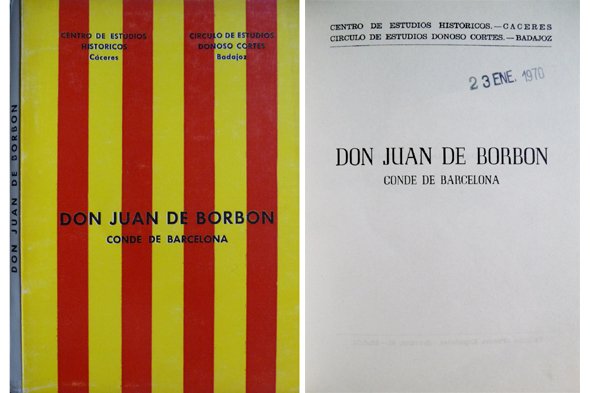 DON JUAN DE BORBON
CENTRO DE ESTUDIOS
HISTORICOS
Cáceres
CIRCULO DE ESTUDIOS
DONOSO CORTES
Badajoz
DON JUAN DE BORBON
CONDE DE BARCELONA
CENTRO DE ESTUDIOS HISTORICOS.—CACERES
CIRCULO DE ESTUDIOS DONOSO CORTES.—BADAJOZ
23 ENE. 1970
DON JUAN DE BORBON
CONDE DE BARCELONA